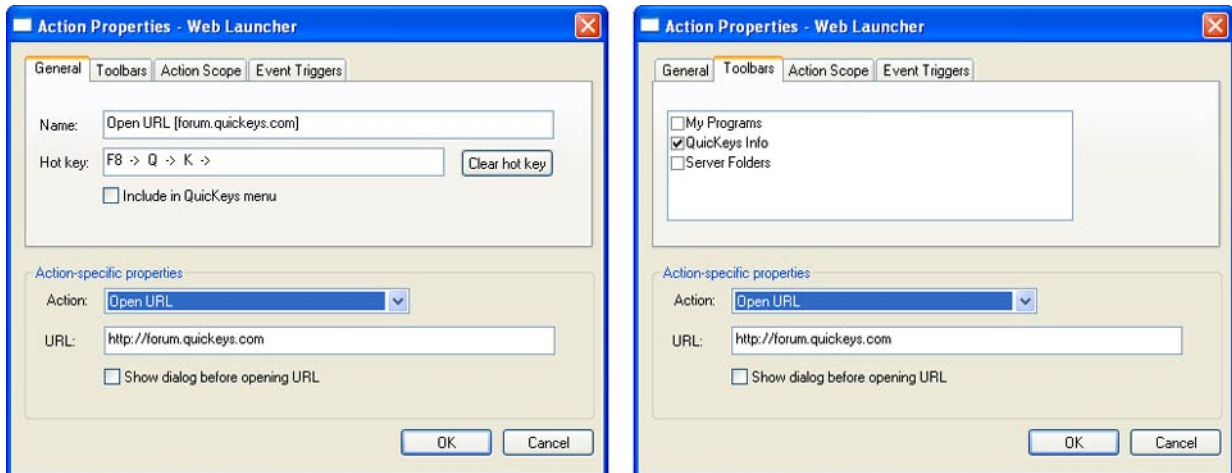 Action Properties - Web Launcher
General Toolbars Action Scope Event Triggers
Name: Open URL [forum.quickeys.com]
Hot key: F8 -> Q -> K -> Clear hot key
Include in QuicKeys menu
Action-specific properties
Action: Open URL
URL: http://forum.quickeys.com
Show dialog before opening URL
OK Cancel
Action Properties - Web Launcher
General Toolbars Action Scope Event Triggers
My Programs
QuicKeys Info
Server Folders
Action-specific properties
Action: Open URL
URL: http://forum.quickeys.com
Show dialog before opening URL
OK Cancel